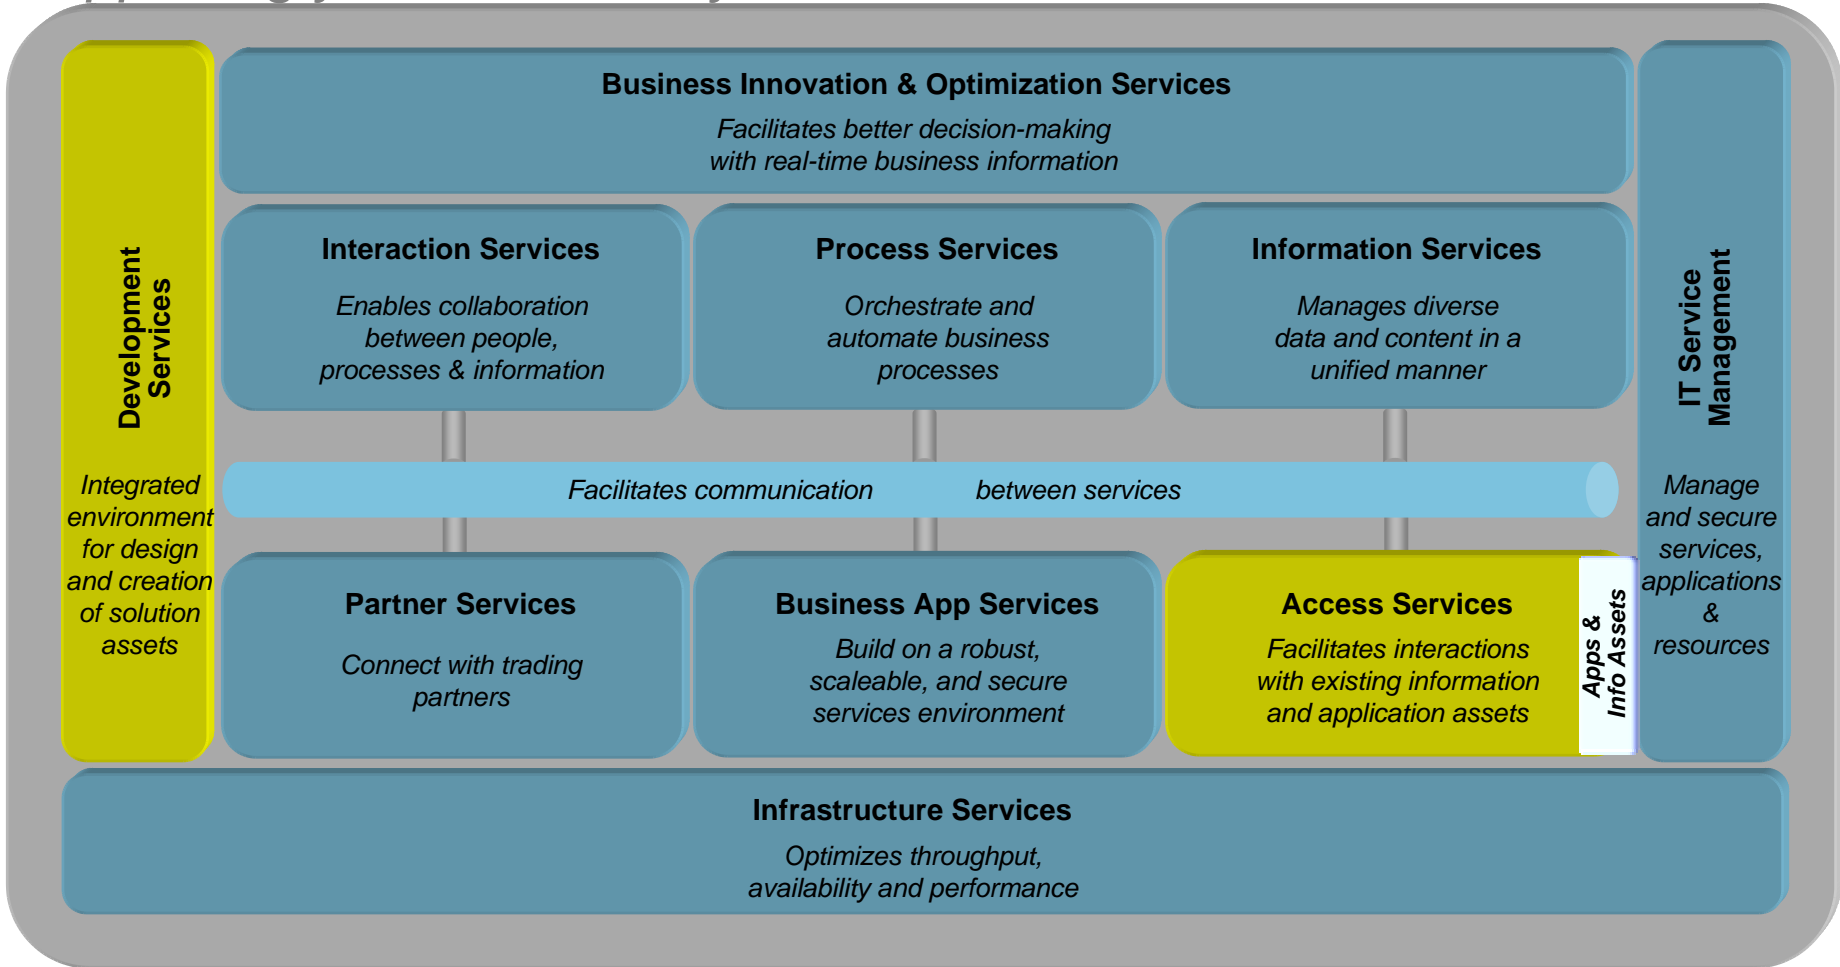 Business Innovation & Optimization Services
Facilitates better decision-making
with real-time business information
Development
Services
Integrated
environment
for design
and creation
of solution
assets
Interaction Services
Enables collaboration
between people,
processes & information
Process Services
Orchestrate and
automate business
processes
Information Services
Manages diverse
data and content in a
unified manner
IT Service
Management
Manage
and secure
services,
applications
&
resources
Facilitates communication between services
Partner Services
Connect with trading
partners
Business App Services
Build on a robust,
scaleable, and secure
services environment
Access Services
Facilitates interactions
with existing information
and application assets
Apps &
Info Assets
Infrastructure Services
Optimizes throughput,
availability and performance